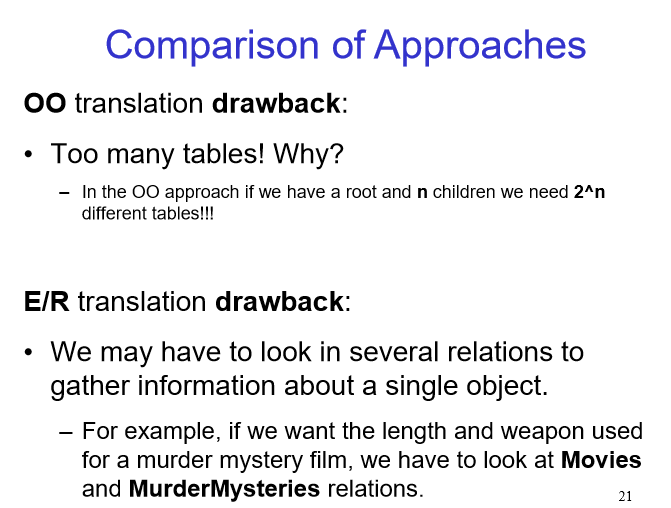 Comparison of Approaches
OO translation drawback:
• Too many tables! Why?
– In the OO approach if we have a root and n children we need 2^n
different tables!!!
E/R translation drawback:
• We may have to look in several relations to
gather information about a single object.
– For example, if we want the length and weapon used
for a murder mystery film, we have to look at Movies
and MurderMysteries relations.
21